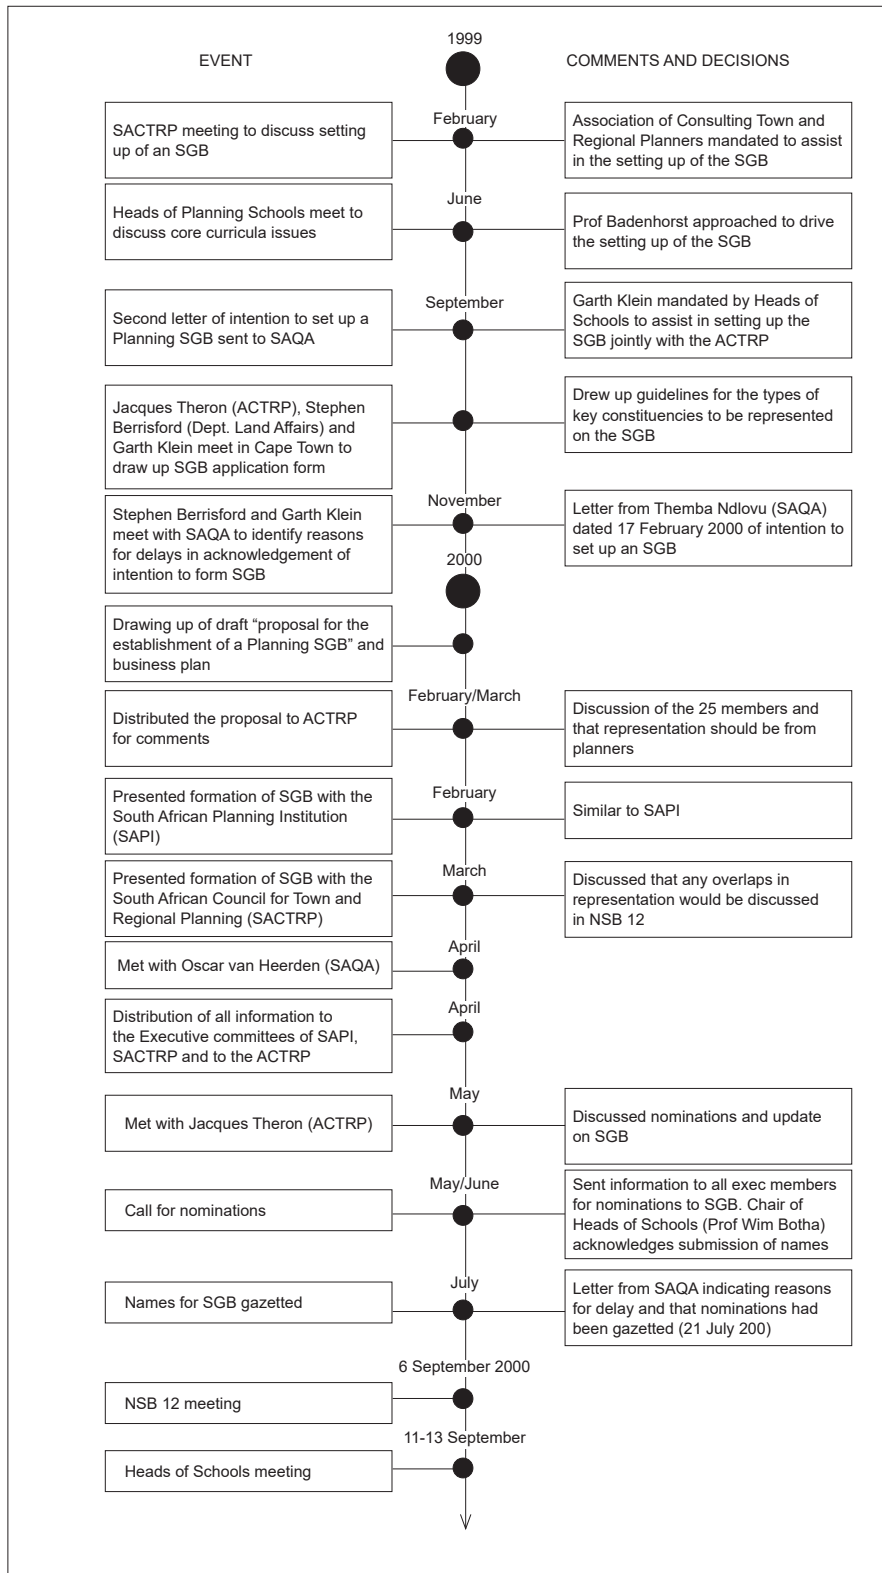 1999
EVENT
COMMENTS AND DECISIONS
SACTRP meeting to discuss setting
up of an SGB
February
Association of Consulting Town and
Regional Planners mandated to assist
in the setting up of the SGB
Heads of Planning Schools meet to
discuss core curricula issues
June
Prof Badenhorst approached to drive
the setting up of the SGB
Second letter of intention to set up a
Planning SGB sent to SAQA
September
Garth Klein mandated by Heads of
Schools to assist in setting up the
SGB jointly with the ACTRP
Jacques Theron (ACTRP), Stephen
Berrisford (Dept. Land Affairs) and
Garth Klein meet in Cape Town to
draw up SGB application form
Drew up guidelines for the types of
key constituencies to be represented
on the SGB
Stephen Berrisford and Garth Klein
meet with SAQA to identify reasons
for delays in acknowledgement of
intention to form SGB
November
Letter from Themba Ndlovu (SAQA)
dated 17 February 2000 of intention to
set up an SGB
2000
Drawing up of draft “proposal for the
establishment of a Planning SGB” and
business plan
Distributed the proposal to ACTRP
for comments
February/March
Discussion of the 25 members and
that representation should be from
planners
Presented formation of SGB with the
South African Planning Institution
(SAPI)
February
Similar to SAPI
Presented formation of SGB with the
South African Council for Town and
Regional Planning (SACTRP)
March
Discussed that any overlaps in
representation would be discussed
in NSB 12
Met with Oscar van Heerden (SAQA)
April
Distribution of all information to
the Executive committees of SAPI,
SACTRP and to the ACTRP
April
Met with Jacques Theron (ACTRP)
May
Discussed nominations and update
on SGB
Call for nominations
May/June
Sent information to all exec members
for nominations to SGB. Chair of
Heads of Schools (Prof Wim Botha)
acknowledges submission of names
Names for SGB gazetted
July
Letter from SAQA indicating reasons
for delay and that nominations had
been gazetted (21 July 200)
6 September 2000
NSB 12 meeting
11-13 September
Heads of Schools meeting